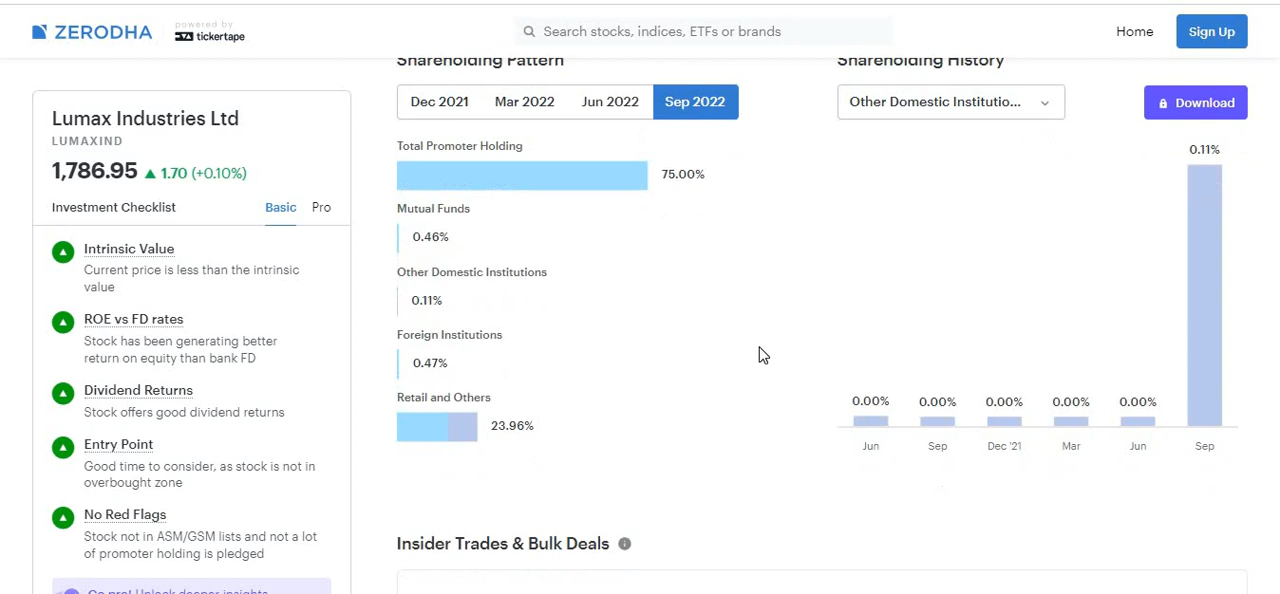 ZERODHA
powered by
tickertape
Search stocks, indices, ETFs or brands
Home
Sign Up
Lumax Industries Ltd
LUMAXIND
1,786.95 ▲ 1.70 (+0.10%)
Investment Checklist
Basic
Pro
Intrinsic Value
Current price is less than the intrinsic
value
ROE vs FD rates
Stock has been generating better
return on equity than bank FD
Dividend Returns
Stock offers good dividend returns
Entry Point
Good time to consider, as stock is not in
overbought zone
No Red Flags
Stock not in ASM/GSM lists and not a lot
of promoter holding is pledged
Go pro! Unlock deeper insights
Shareholding Pattern
Dec 2021 Mar 2022 Jun 2022 Sep 2022
Total Promoter Holding
75.00%
Mutual Funds
0.46%
Other Domestic Institutions
0.11%
Foreign Institutions
0.47%
Retail and Others
23.96%
Shareholding History
Other Domestic Institutio...
Download
0.11%
0.00% 0.00% 0.00% 0.00% 0.00%
Jun Sep Dec '21 Mar Jun Sep
Insider Trades & Bulk Deals